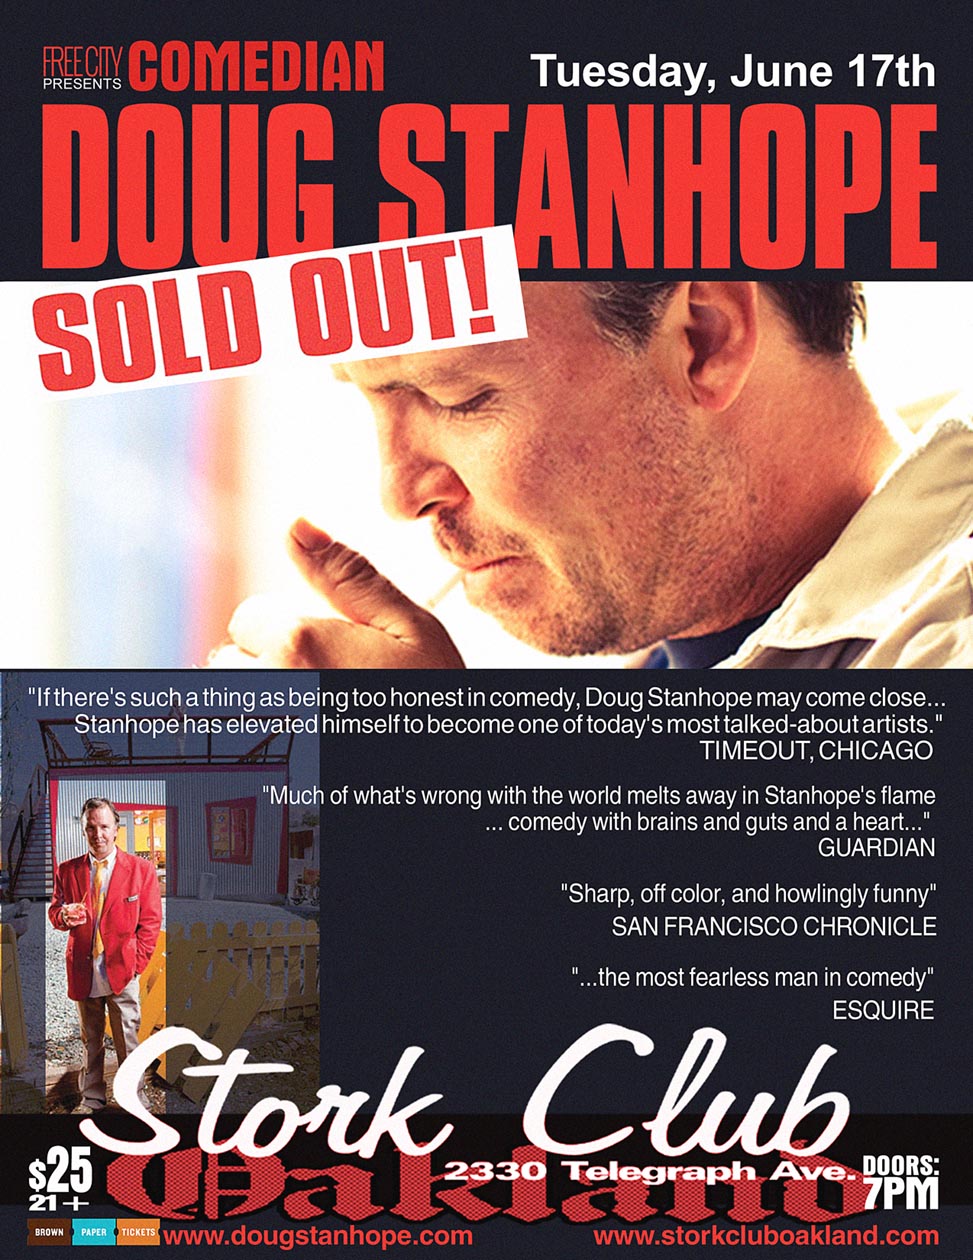 FREE CITY
PRESENTS
COMEDIAN
Tuesday, June 17th
DOUG STANHOPE
SOLD OUT!
"If there's such a thing as being too honest in comedy, Doug Stanhope may come close...
Stanhope has elevated himself to become one of today's most talked-about artists."
TIMEOUT, CHICAGO
"Much of what's wrong with the world melts away in Stanhope's flame
... comedy with brains and guts and a heart..."
GUARDIAN
"Sharp, off color, and howlingly funny"
SAN FRANCISCO CHRONICLE
"...the most fearless man in comedy"
ESQUIRE
Stork Club
Oakland
2330 Telegraph Ave.
$25
21+
DOORS:
7PM
BROWN PAPER TICKETS
www.dougstanhope.com
www.storkcluboakland.com